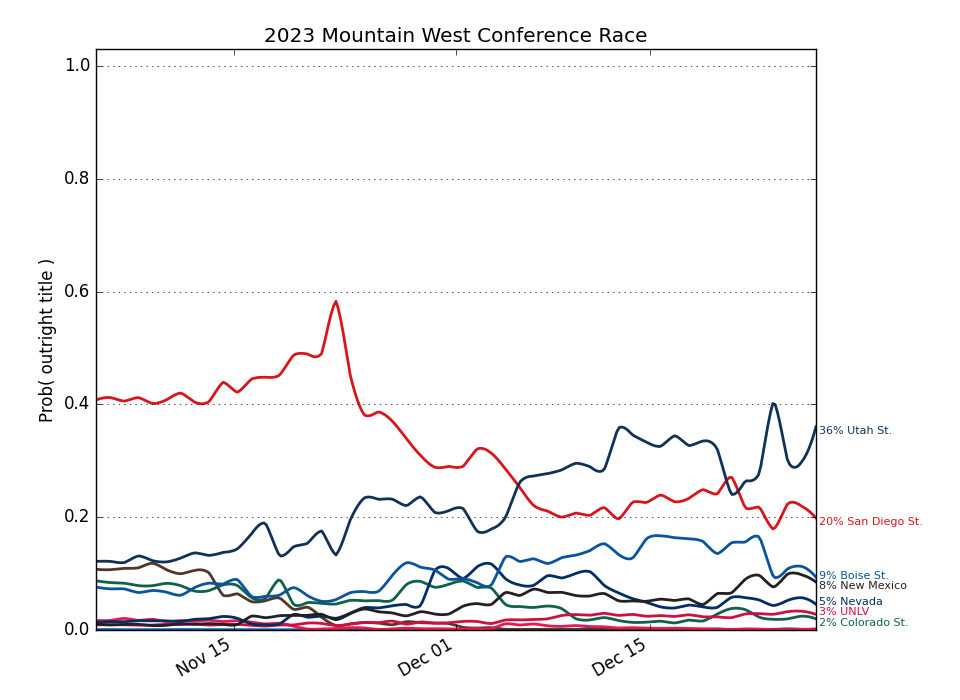 2023 Mountain West Conference Race
Prob( outright title )
1.0
0.8
0.6
0.4
0.2
0.0
Nov 15
Dec 01
Dec 15
36% Utah St.
20% San Diego St.
9% Boise St.
8% New Mexico
5% Nevada
3% UNLV
2% Colorado St.